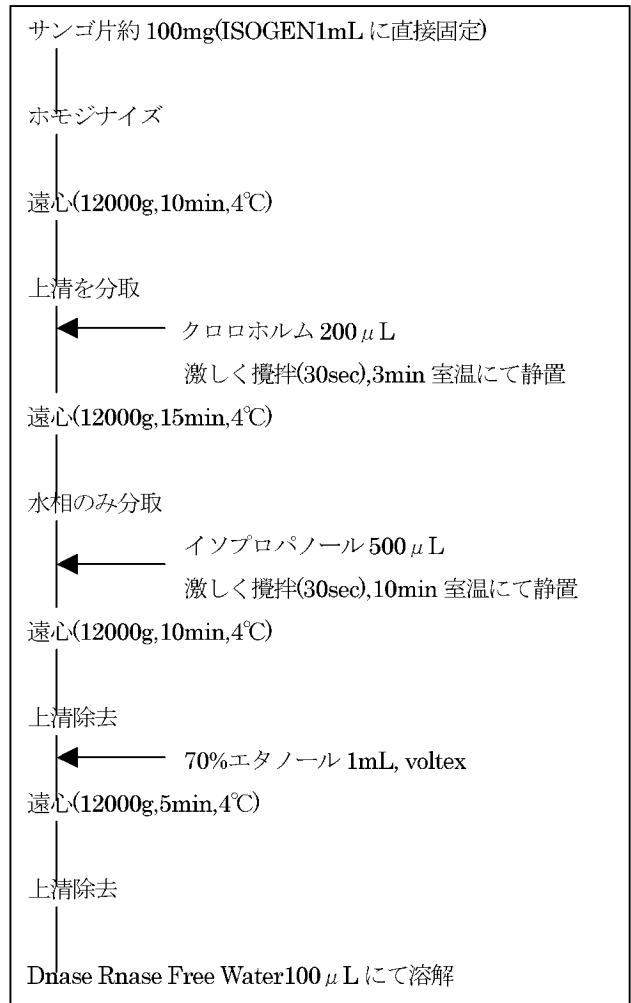 サンゴ片約 100mg(ISOGEN1mL に直接固定)
ホモジナイズ
遠心(12000g,10min,4℃)
上清を分取
クロロホルム 200μL
激しく攪拌(30sec),3min 室温にて静置
遠心(12000g,15min,4℃)
水相のみ分取
イソプロパノール 500μL
激しく攪拌(30sec),10min 室温にて静置
遠心(12000g,10min,4℃)
上清除去
70%エタノール 1mL, voltex
遠心(12000g,5min,4℃)
上清除去
Dnase Rnase Free Water100μL にて溶解